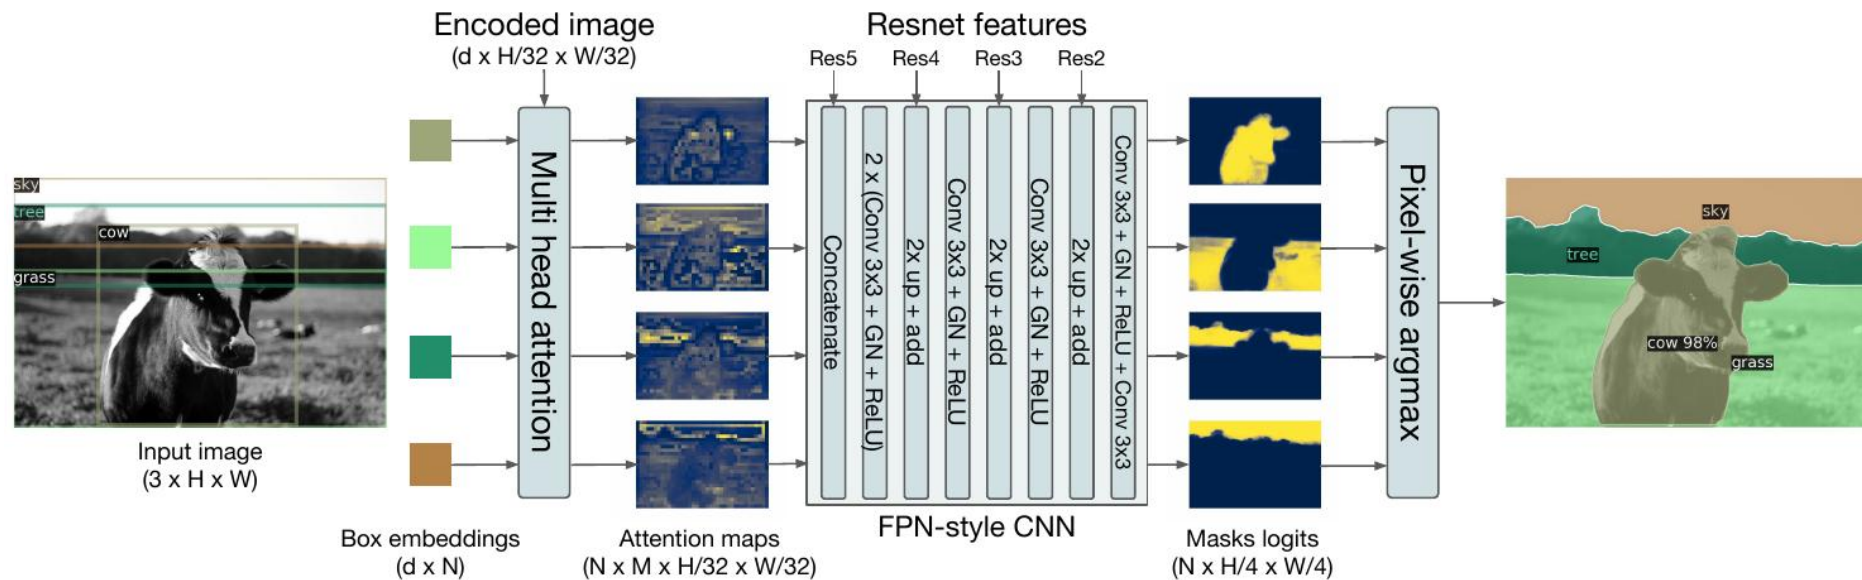 Encoded image
(d x H/32 x W/32)
Resnet features
Res5
Res4
Res3
Res2
sky
tree
cow
grass
Input image
(3 x H x W)
Box embeddings
(d x N)
Multi head attention
Attention maps
(N x M x H/32 x W/32)
Concatenate
2 x (Conv 3x3 + GN + ReLU)
2x up + add
Conv 3x3 + GN + ReLU
2x up + add
Conv 3x3 + GN + ReLU
2x up + add
Conv 3x3 + GN + ReLU + Conv 3x3
FPN-style CNN
Masks logits
(N x H/4 x W/4)
Pixel-wise argmax
sky
tree
cow 98%
grass